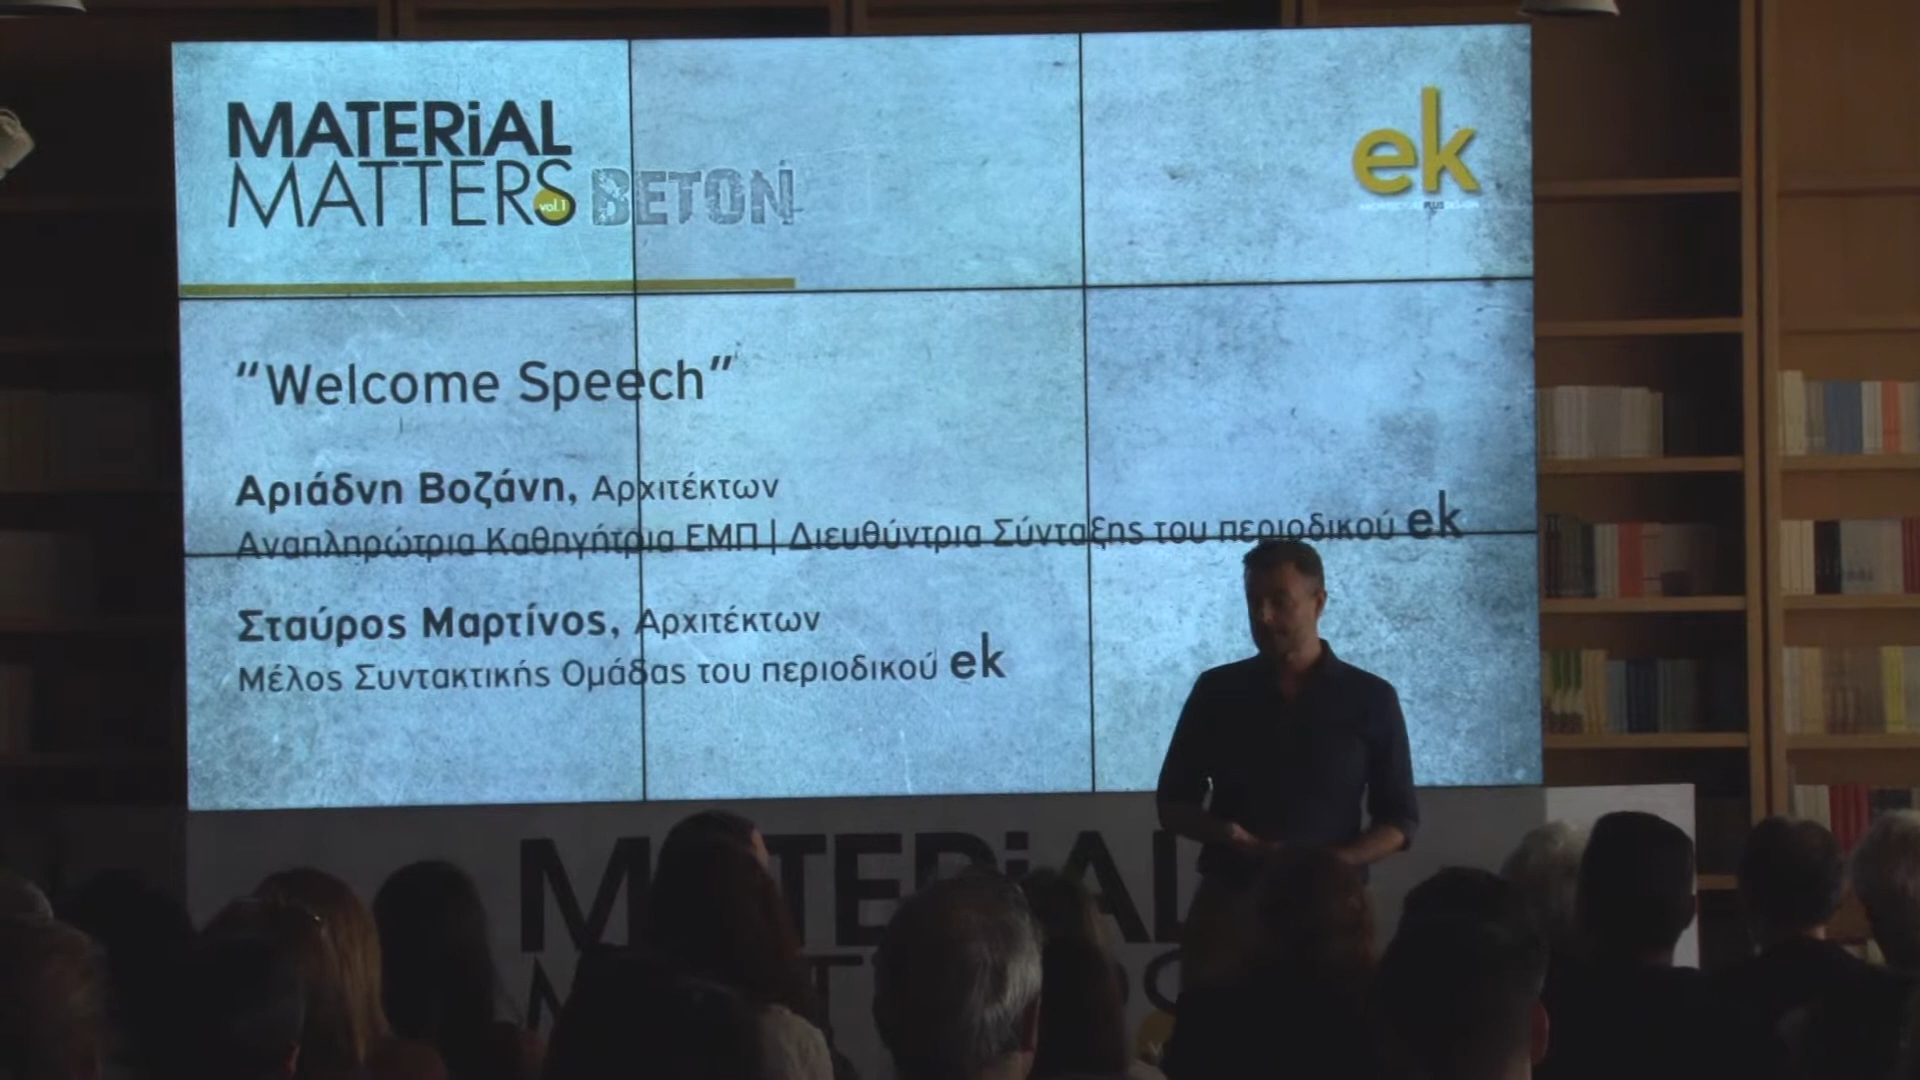 MATERiAL
MATTERS vol.1 BETON
ek
PLUS
“Welcome Speech”
Αριάδνη Βοζάνη, Αρχιτέκτων
Αναπληρώτρια Καθηγήτρια ΕΜΠ | Διευθύντρια Σύνταξης του περιοδικού ek
Σταύρος Μαρτίνος, Αρχιτέκτων
Μέλος Συντακτικής Ομάδας του περιοδικού ek
MATERiAL